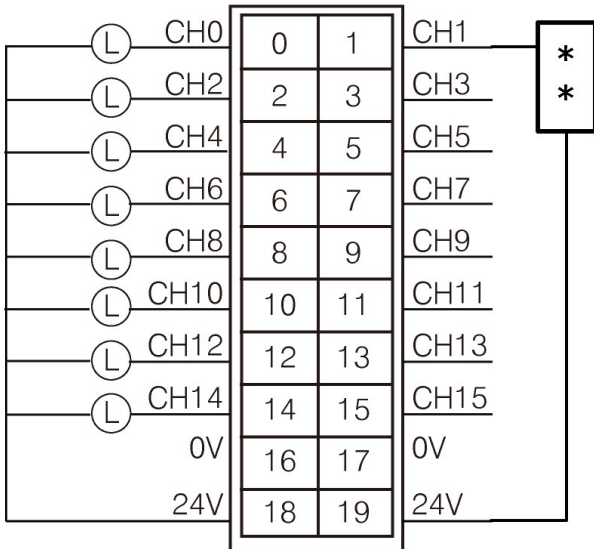 L CH0 0 1 CH1 *
L CH2 2 3 CH3 *
L CH4 4 5 CH5
L CH6 6 7 CH7
L CH8 8 9 CH9
L CH10 10 11 CH11
L CH12 12 13 CH13
L CH14 14 15 CH15
0V 16 17 0V
24V 18 19 24V